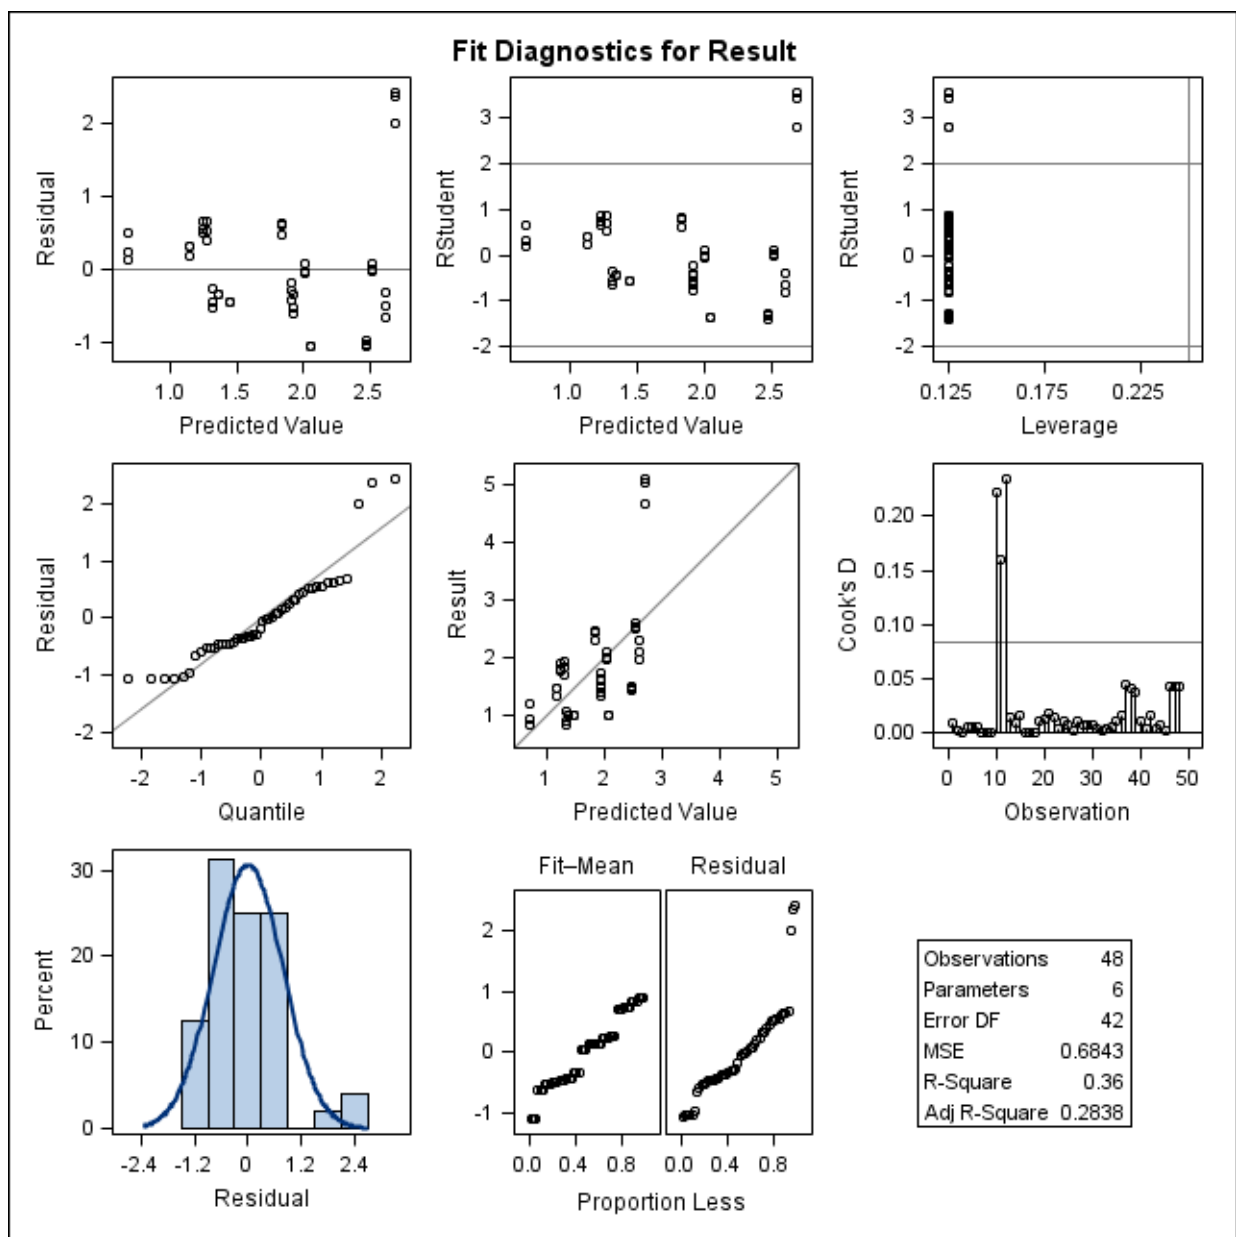 Fit Diagnostics for Result
Residual
2
1
0
-1
1.0 1.5 2.0 2.5
Predicted Value
RStudent
3
2
1
0
-1
-2
1.0 1.5 2.0 2.5
Predicted Value
RStudent
3
2
1
0
-1
-2
0.125 0.175 0.225
Leverage
Residual
2
1
0
-1
-2
-2 -1 0 1 2
Quantile
Result
5
4
3
2
1
1 2 3 4 5
Predicted Value
Cook's D
0.20
0.15
0.10
0.05
0.00
0 10 20 30 40 50
Observation
Percent
30
20
10
0
-2.4 -1.2 0 1.2 2.4
Residual
Fit–Mean Residual
2
1
0
-1
0.0 0.4 0.8 0.0 0.4 0.8
Proportion Less
Observations 48
Parameters 6
Error DF 42
MSE 0.6843
R-Square 0.36
Adj R-Square 0.2838